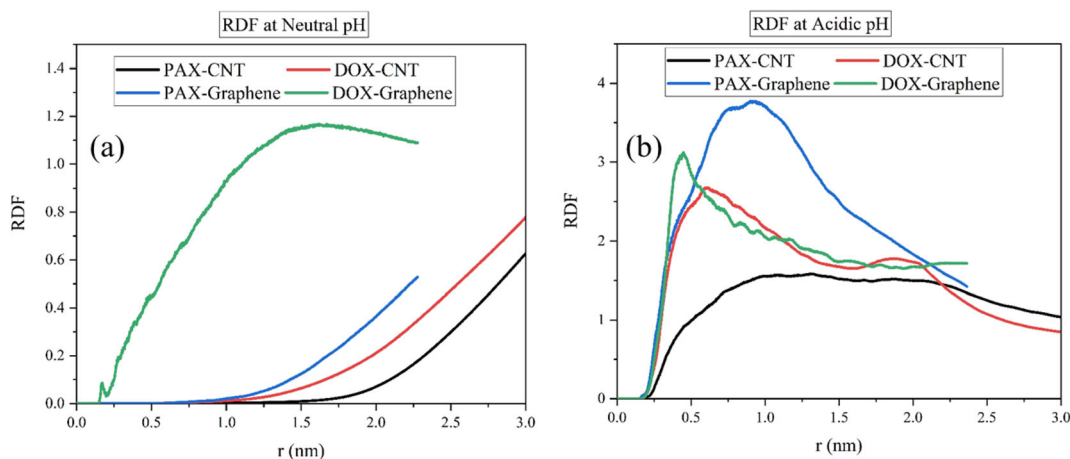 RDF at Neutral pH
PAX-CNT
DOX-CNT
PAX-Graphene
DOX-Graphene
(a)
RDF
1.4
1.2
1.0
0.8
0.6
0.4
0.2
0.0
0.0 0.5 1.0 1.5 2.0 2.5 3.0
r (nm)
RDF at Acidic pH
PAX-CNT
DOX-CNT
PAX-Graphene
DOX-Graphene
(b)
RDF
4
3
2
1
0
0.0 0.5 1.0 1.5 2.0 2.5 3.0
r (nm)